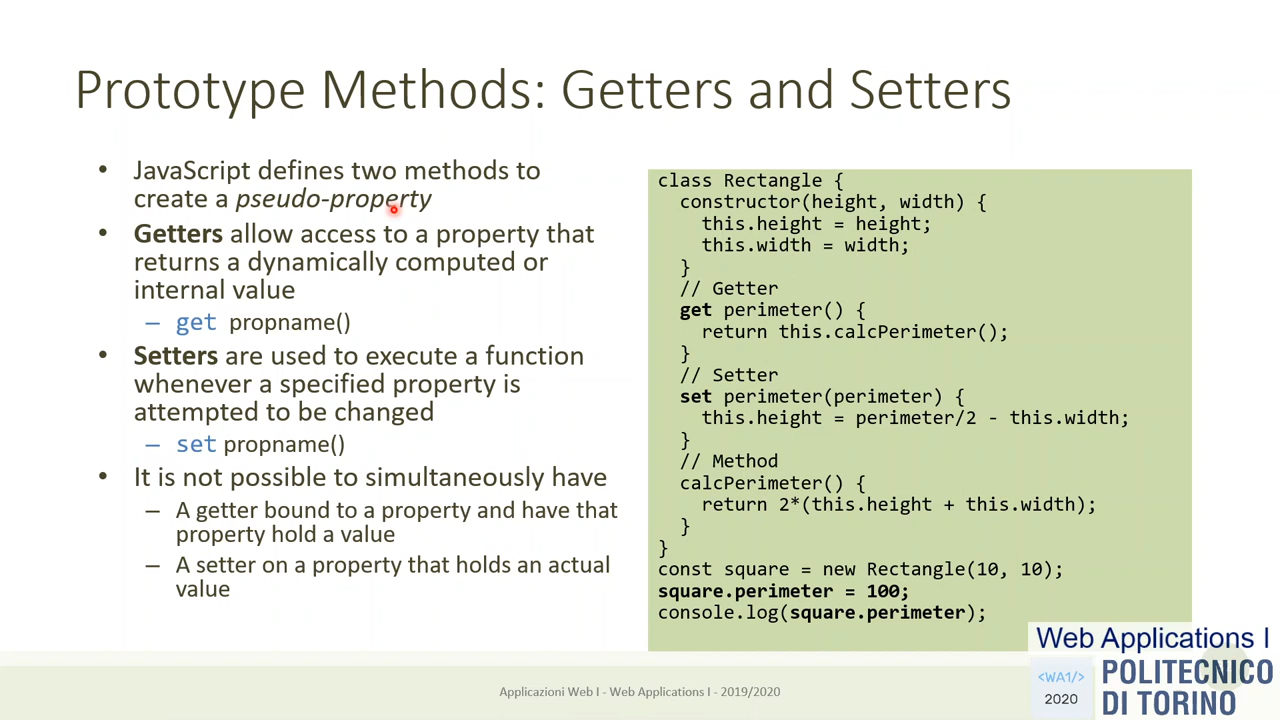 Prototype Methods: Getters and Setters
• JavaScript defines two methods to
create a pseudo-property
• Getters allow access to a property that
returns a dynamically computed or
internal value
– get propname()
• Setters are used to execute a function
whenever a specified property is
attempted to be changed
– set propname()
• It is not possible to simultaneously have
– A getter bound to a property and have that
property hold a value
– A setter on a property that holds an actual
value
class Rectangle {
  constructor(height, width) {
    this.height = height;
    this.width = width;
  }
  // Getter
  get perimeter() {
    return this.calcPerimeter();
  }
  // Setter
  set perimeter(perimeter) {
    this.height = perimeter/2 - this.width;
  }
  // Method
  calcPerimeter() {
    return 2*(this.height + this.width);
  }
}
const square = new Rectangle(10, 10);
square.perimeter = 100;
console.log(square.perimeter);
Applicazioni Web I - Web Applications I - 2019/2020
Web Applications I
<WA1/>
2020
POLITECNICO
DI TORINO